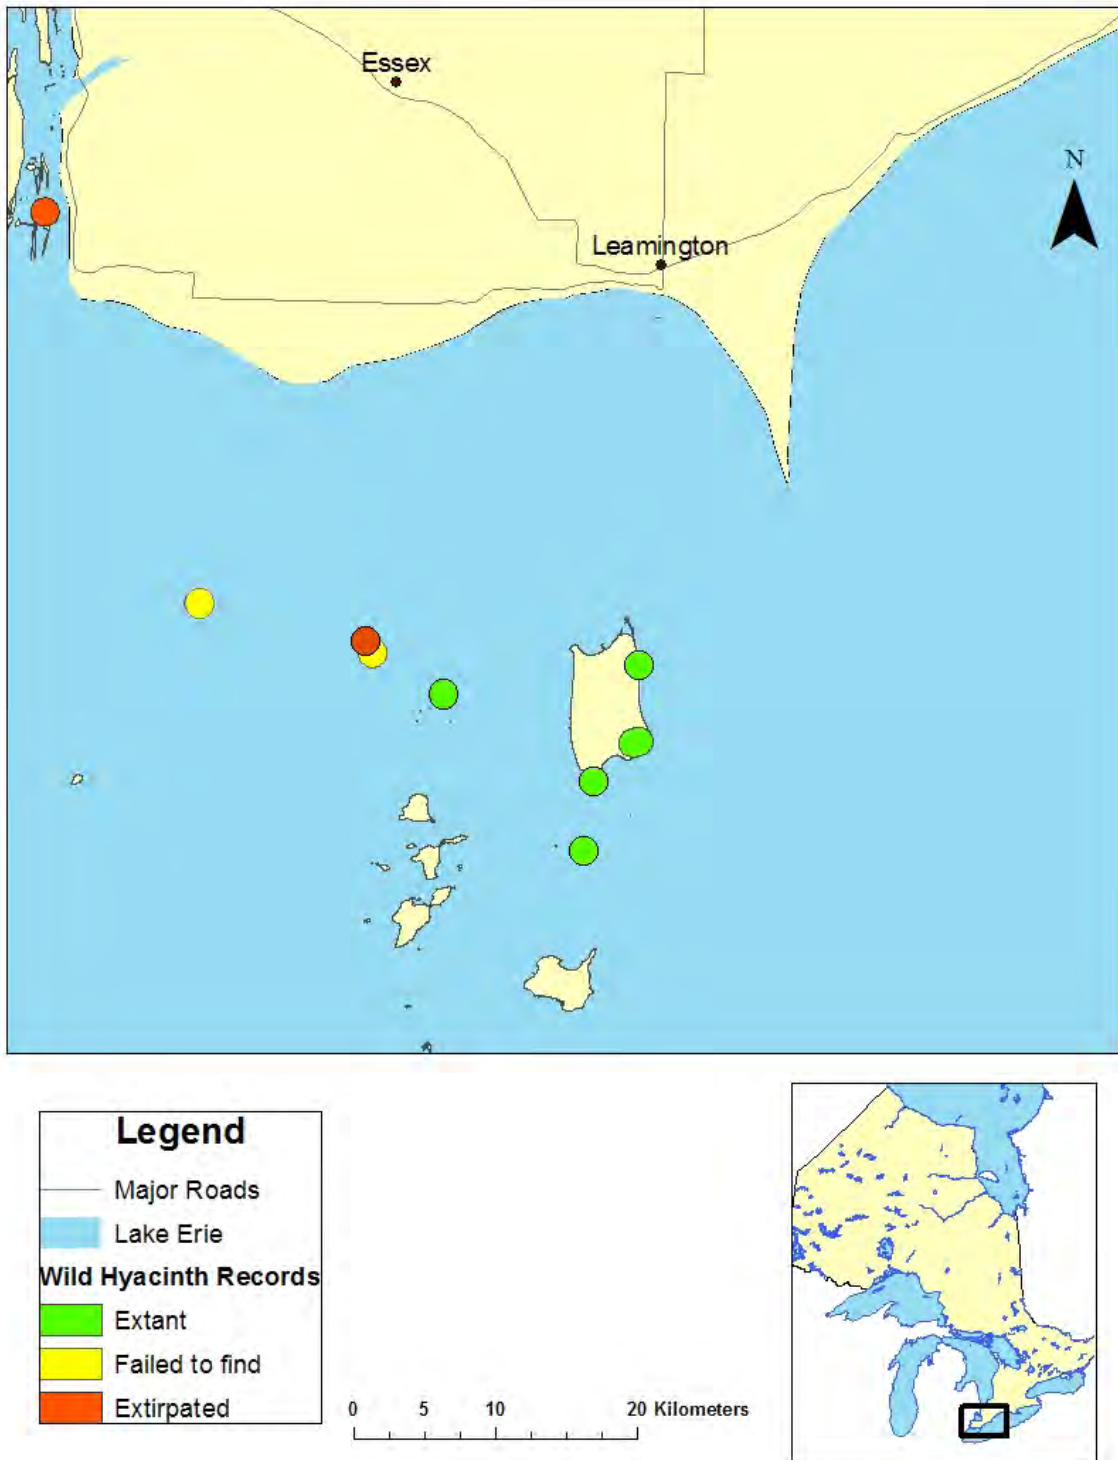 Essex
N
Leamington
Legend
Major Roads
Lake Erie
Wild Hyacinth Records
Extant
Failed to find
Extirpated
0 5 10 20 Kilometers